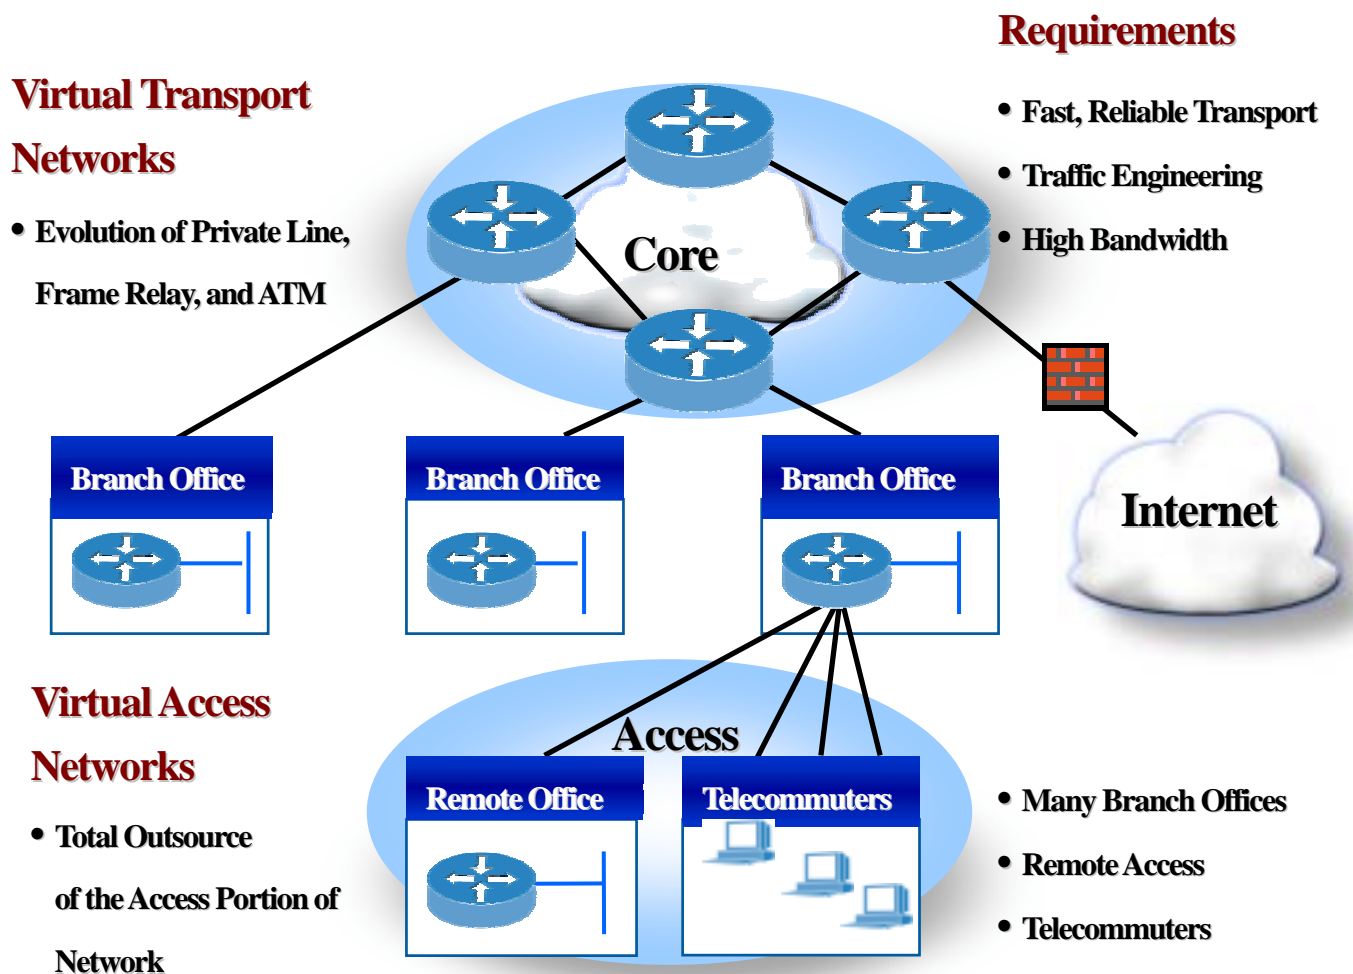 Requirements
Virtual Transport
Networks
• Fast, Reliable Transport
• Traffic Engineering
• High Bandwidth
• Evolution of Private Line,
Frame Relay, and ATM
Core
Branch Office
Branch Office
Branch Office
Internet
Virtual Access
Networks
• Total Outsource
of the Access Portion of
Network
Access
Remote Office
Telecommuters
• Many Branch Offices
• Remote Access
• Telecommuters